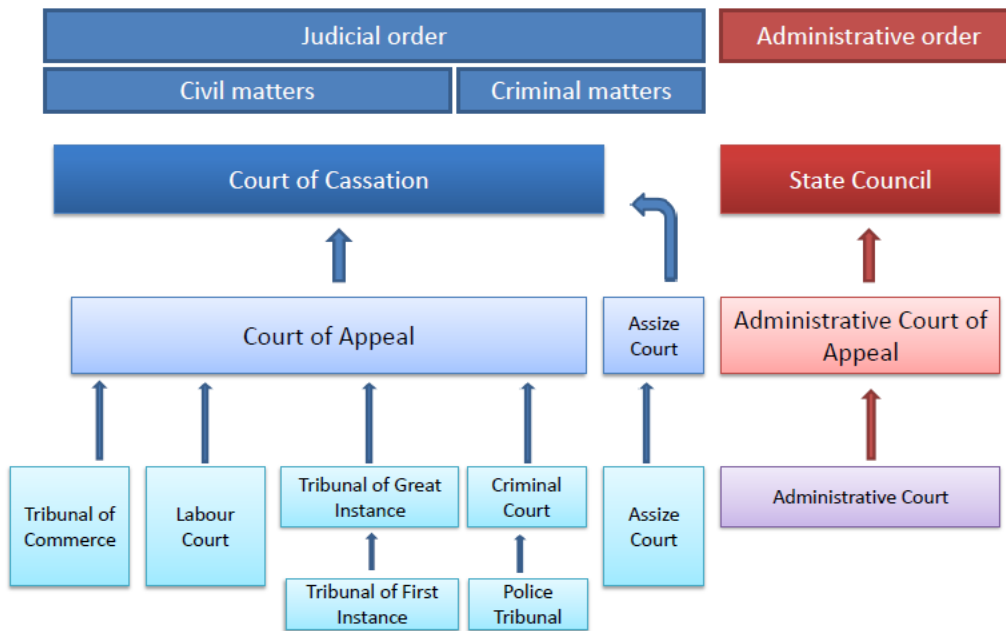 Judicial order
Administrative order
Civil matters
Criminal matters
Court of Cassation
State Council
Court of Appeal
Assize
Court
Administrative Court of
Appeal
Tribunal of
Commerce
Labour
Court
Tribunal of Great
Instance
Criminal
Court
Assize
Court
Administrative Court
Tribunal of First
Instance
Police
Tribunal